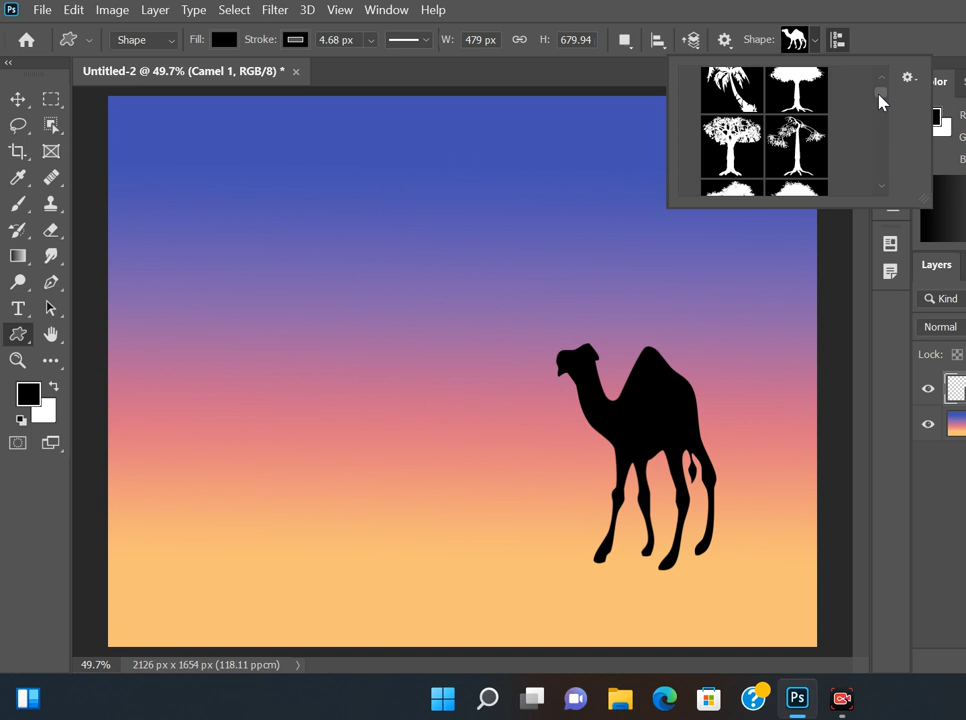 Ps File Edit Image Layer Type Select Filter 3D View Window Help
Shape Fill: Stroke: 4.68 px W: 479 px H: 679.94 Shape:
Untitled-2 @ 49.7% (Camel 1, RGB/8) * ×
Layers
Kind
Normal
Lock:
T
49.7% 2126 px x 1654 px (118.11 ppcm)
Ps